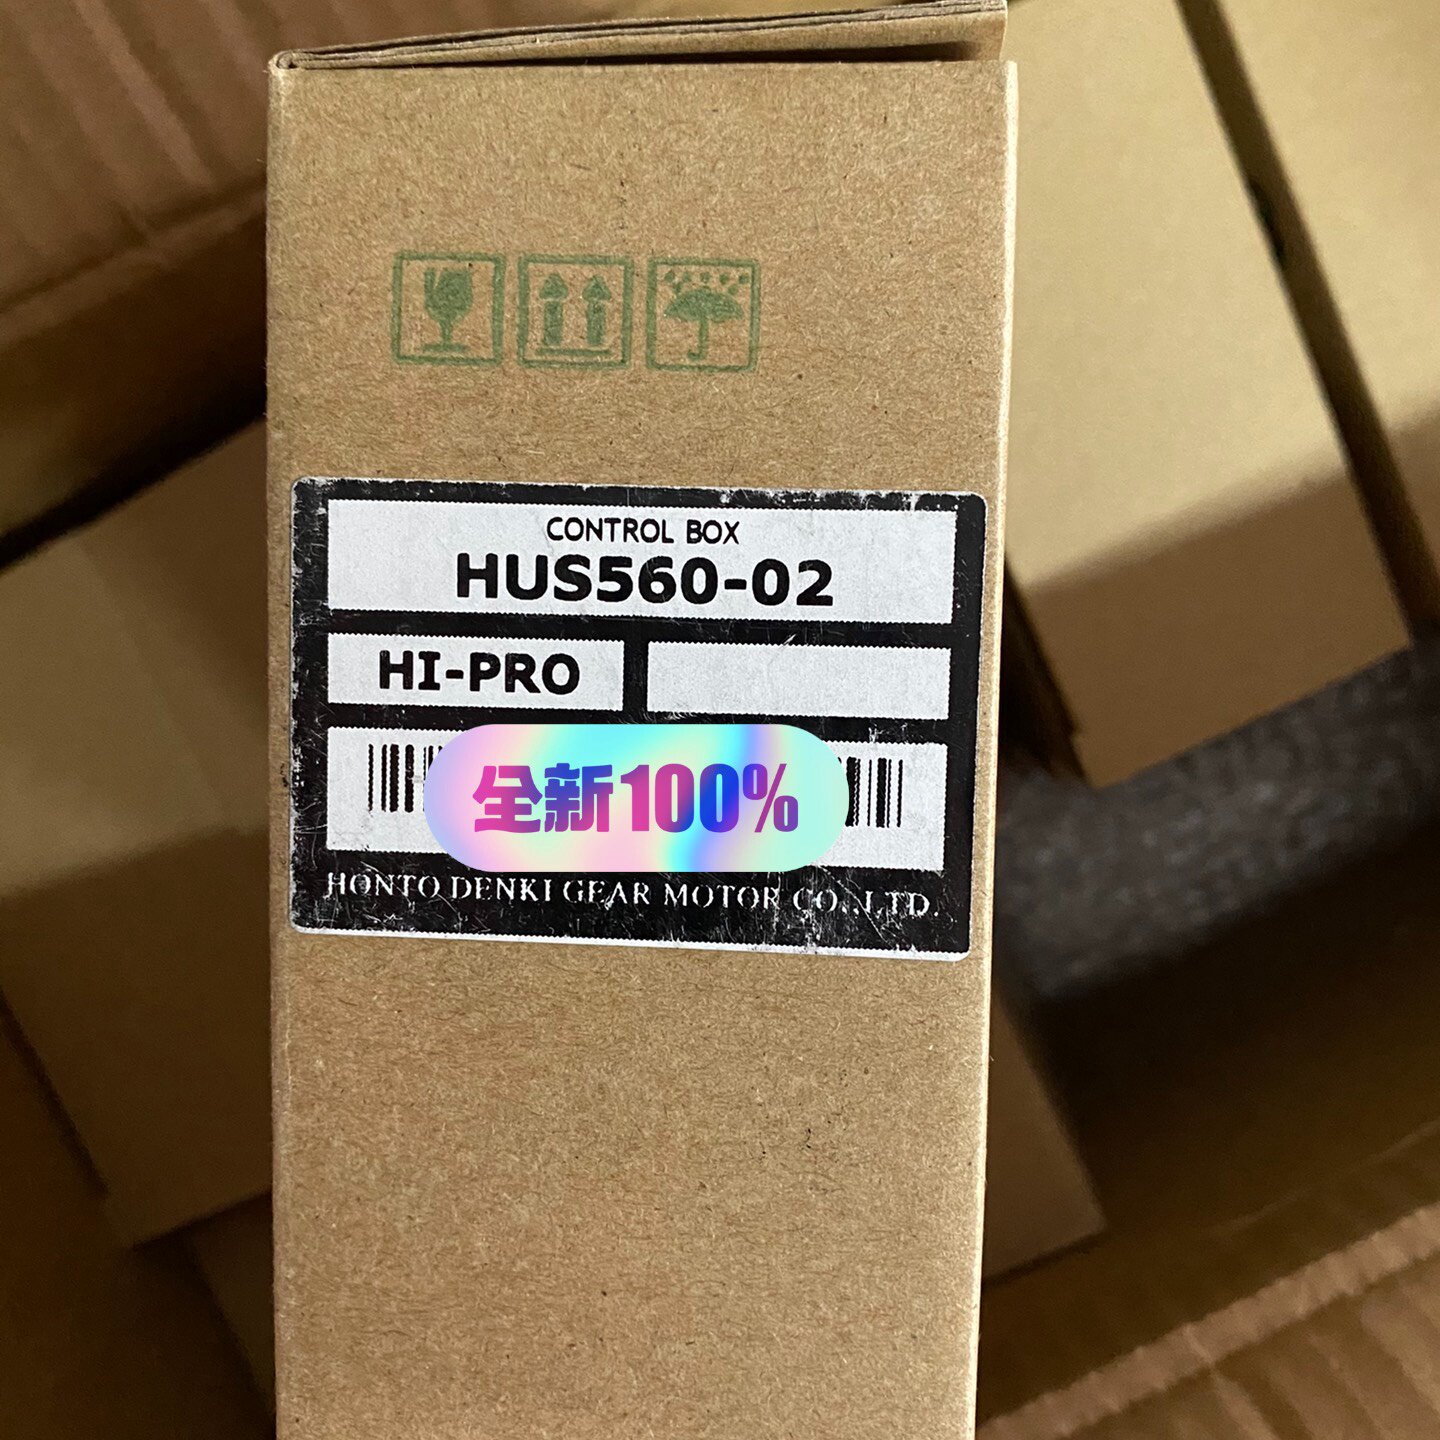 CONTROL BOX
HUS560-02
HI-PRO
全新100%
HONTO DENKI GEAR MOTOR CO.,LTD.